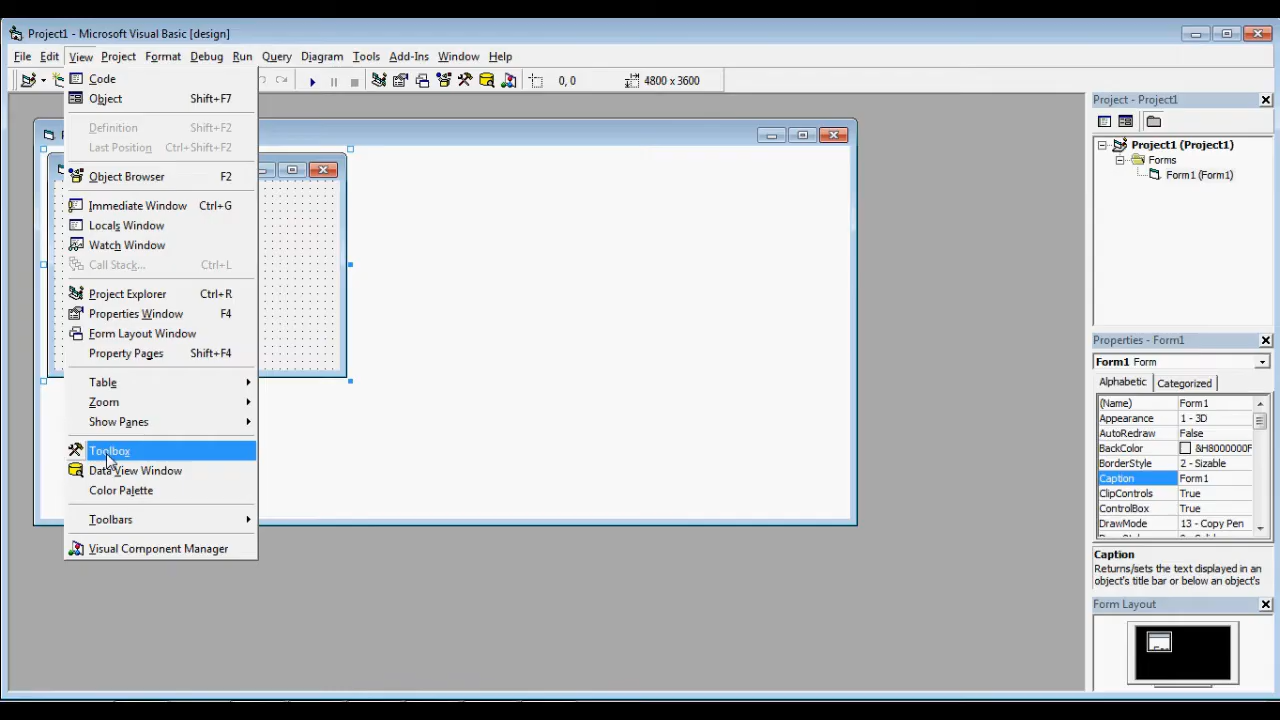 Project1 - Microsoft Visual Basic [design]
File Edit View Project Format Debug Run Query Diagram Tools Add-Ins Window Help
0, 0 4800 x 3600
Code
Object Shift+F7
Definition Shift+F2
Last Position Ctrl+Shift+F2
Object Browser F2
Immediate Window Ctrl+G
Locals Window
Watch Window
Call Stack... Ctrl+L
Project Explorer Ctrl+R
Properties Window F4
Form Layout Window
Property Pages Shift+F4
Table
Zoom
Show Panes
Toolbox
Data View Window
Color Palette
Toolbars
Visual Component Manager
Project - Project1
Project1 (Project1)
Forms
Form1 (Form1)
Properties - Form1
Form1 Form
Alphabetic Categorized
(Name) Form1
Appearance 1 - 3D
AutoRedraw False
BackColor &H8000000F
BorderStyle 2 - Sizable
Caption Form1
ClipControls True
ControlBox True
DrawMode 13 - Copy Pen
Caption
Returns/sets the text displayed in an
object's title bar or below an object's
Form Layout